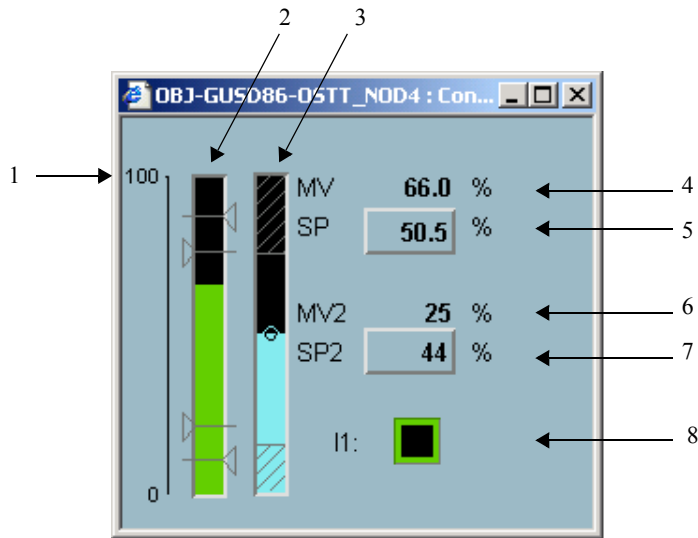 2 3
OBJ-GUSD86-OSTT_NOD4 : Con...
1 100 MV 66.0 % 4
SP 50.5 % 5
MV2 25 % 6
SP2 44 % 7
I1: 8
0